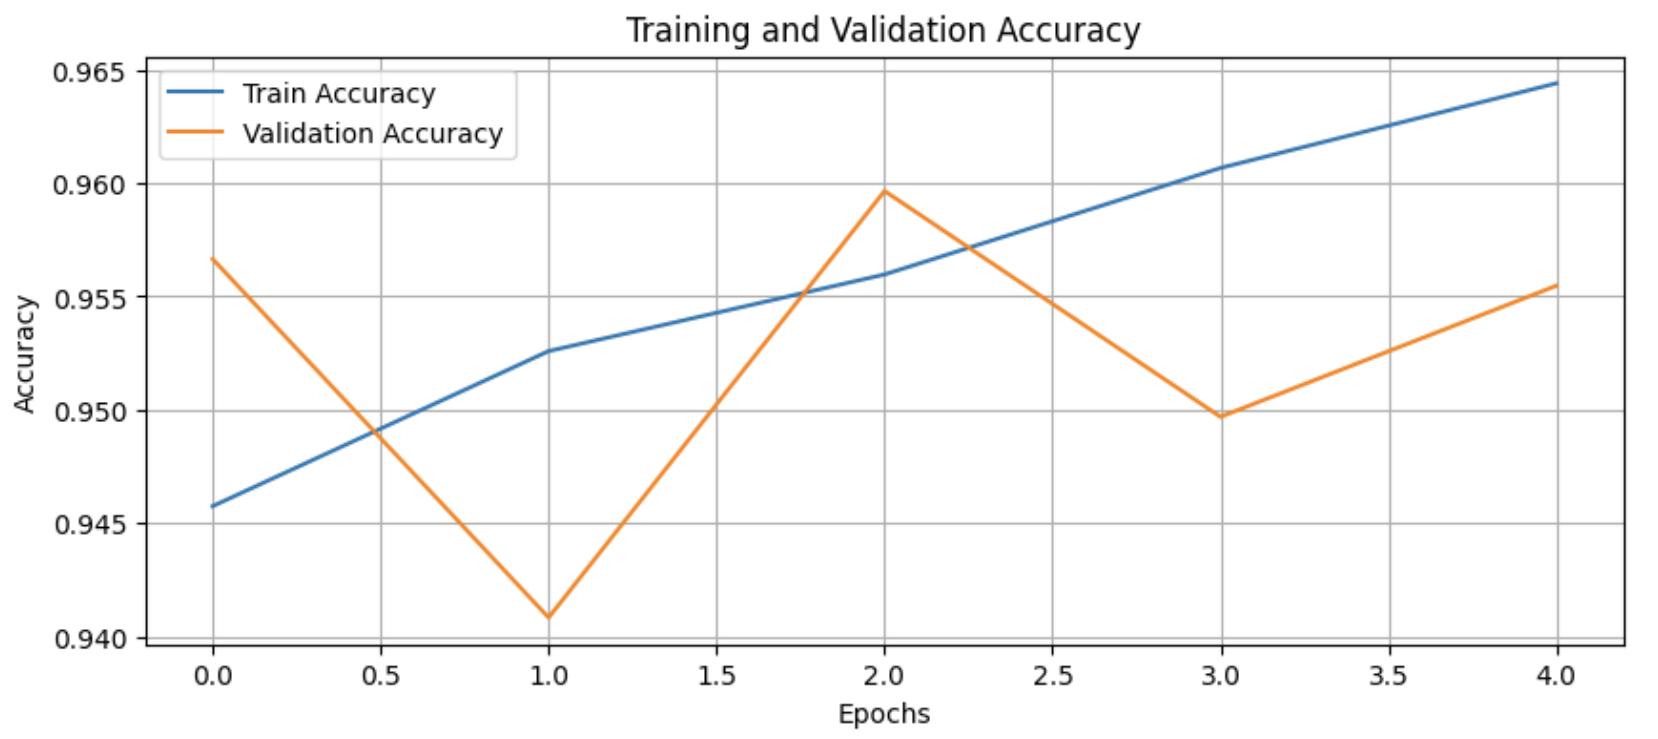 Training and Validation Accuracy
Train Accuracy
Validation Accuracy
Accuracy
0.965
0.960
0.955
0.950
0.945
0.940
0.0 0.5 1.0 1.5 2.0 2.5 3.0 3.5 4.0
Epochs